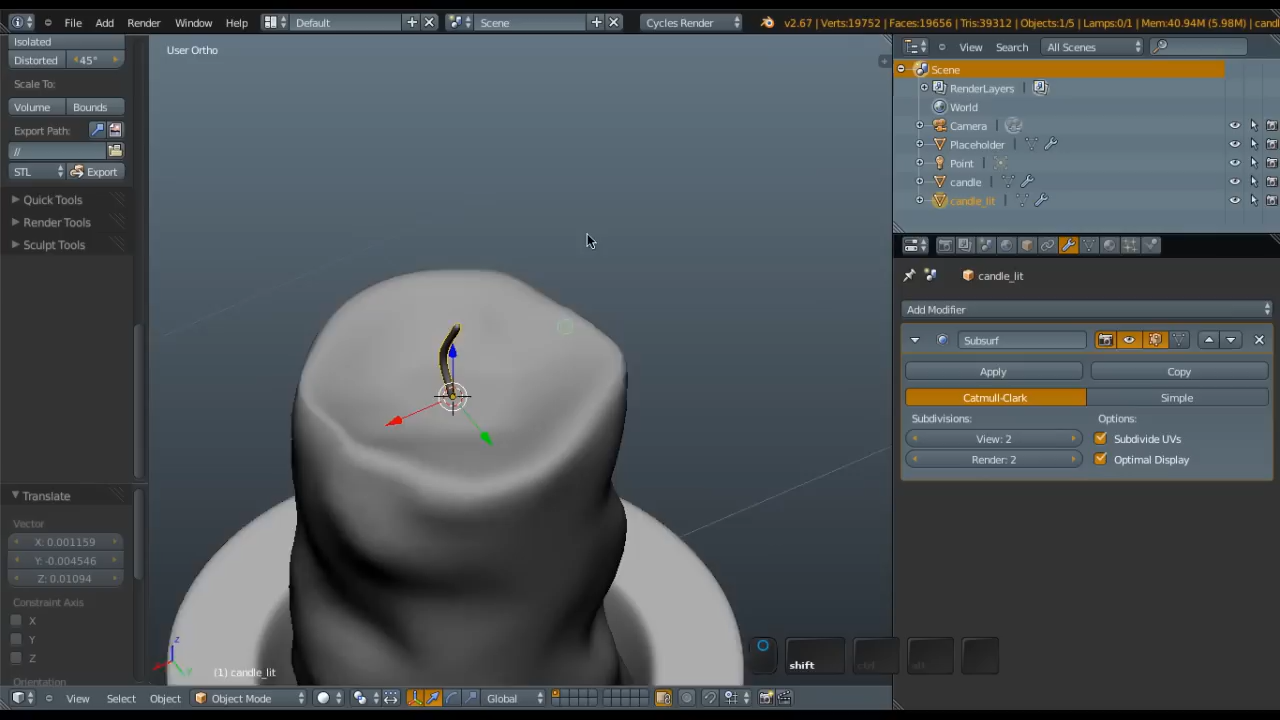 File Add Render Window Help Default Scene Cycles Render v2.67 | Verts:19752 | Faces:19656 | Tris:39312 | Objects:1/5 | Lamps:0/1 | Mem:40.94M (5.98M) |
Isolated
Distorted 45°
Scale To:
Volume Bounds
Export Path:
//
STL Export
Quick Tools
Render Tools
Sculpt Tools
Translate
Vector
X: 0.001159
Y: -0.004546
Z: 0.01094
Constraint Axis
X
Y
Z
Orientation
User Ortho
z
(1) candle_lit
shift
ctrl
alt
View Select Object Object Mode Global
View Search All Scenes
Scene
RenderLayers
World
Camera
Placeholder
Point
candle
candle_lit
candle_lit
Add Modifier
Subsurf
Apply Copy
Catmull-Clark Simple
Subdivisions: Options:
View: 2 Subdivide UVs
Render: 2 Optimal Display